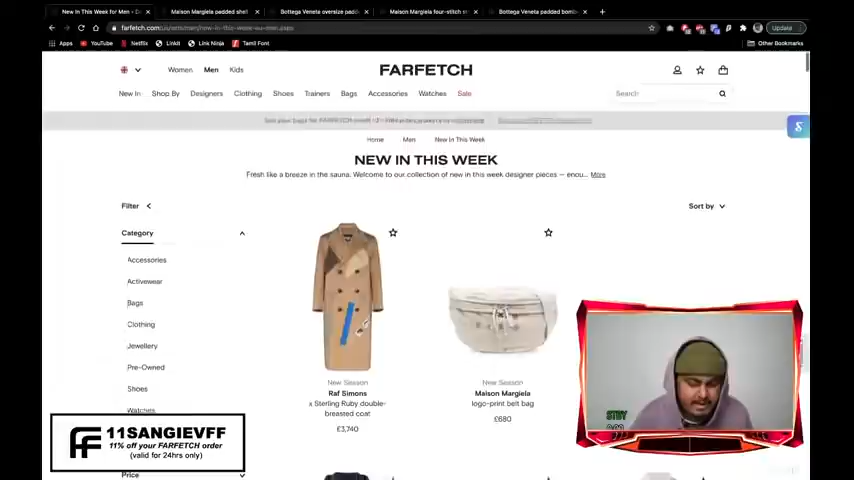 New In This Week for Men - D
Maison Margiela padded shell
Bottega Veneta oversize padd
Maison Margiela four-stitch s
Bottega Veneta padded bomb
farfetch.com
Update
Apps
YouTube
Netflix
Linkit
Link Ninja
Tamil Font
Other Bookmarks
Women
Men
Kids
FARFETCH
New In
Shop By
Designers
Clothing
Shoes
Trainers
Bags
Accessories
Watches
Sale
Search
Home
Men
New In This Week
NEW IN THIS WEEK
Fresh like a breeze in the sauna. Welcome to our collection of new in this week designer pieces — enou... More
Filter
Sort by
Category
Accessories
Activewear
Bags
Clothing
Jewellery
Pre-Owned
Shoes
Watches
Price
New Season
Raf Simons
x Sterling Ruby double-
breasted coat
£3,740
New Season
Maison Margiela
logo-print belt bag
£680
STBY
11SANGIEVFF
11% off your FARFETCH order
(valid for 24hrs only)